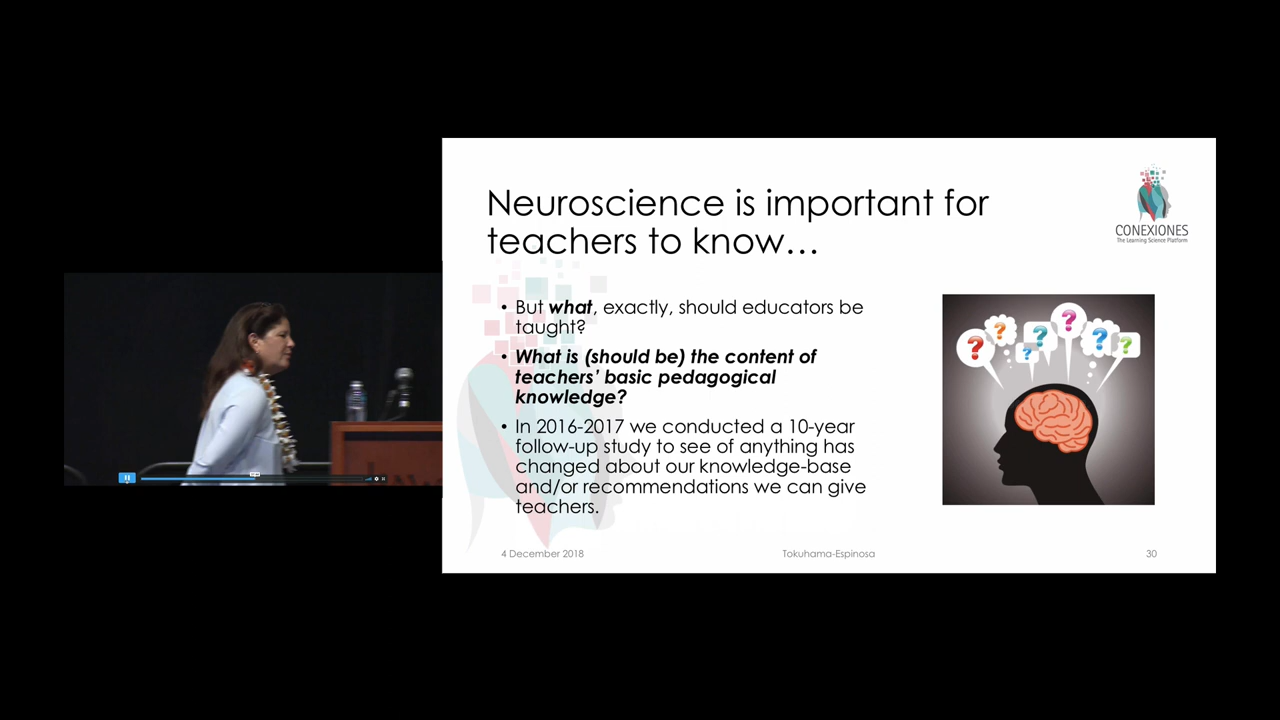 Neuroscience is important for
teachers to know…
CONEXIONES
The Learning Science Platform
• But what, exactly, should educators be
taught?
• What is (should be) the content of
teachers’ basic pedagogical
knowledge?
• In 2016-2017 we conducted a 10-year
follow-up study to see of anything has
changed about our knowledge-base
and/or recommendations we can give
teachers.
? ? ? ? ? ? ?
4 December 2018
Tokuhama-Espinosa
30